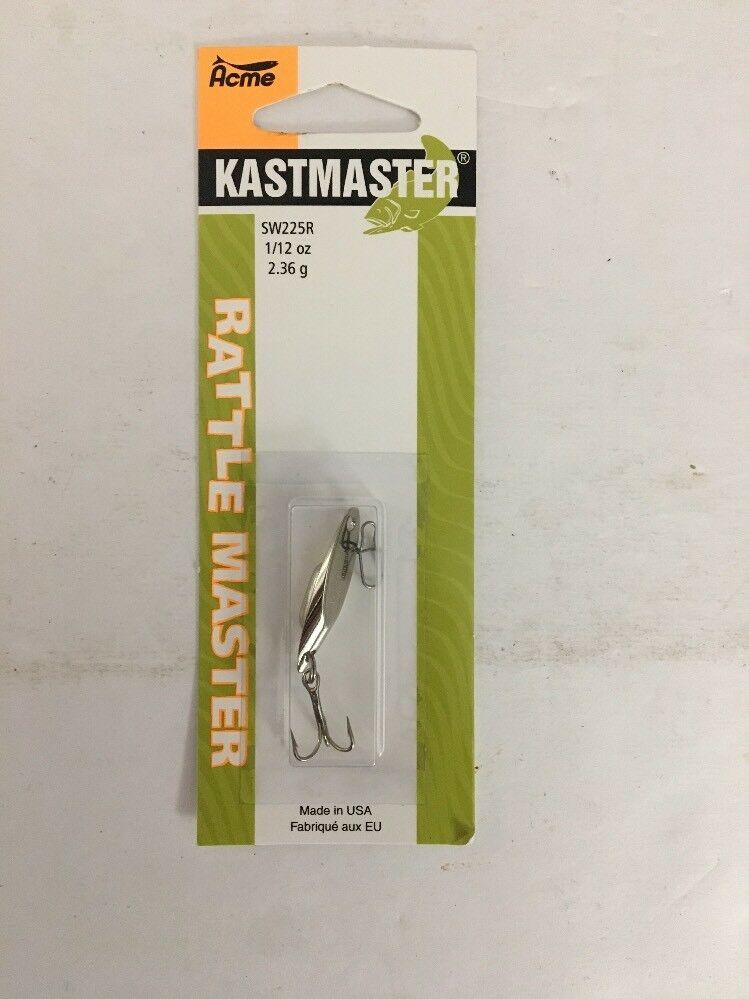 Acme
KASTMASTER®
SW225R
1/12 oz
2.36 g
RATTLE MASTER
Made in USA
Fabriqué aux EU